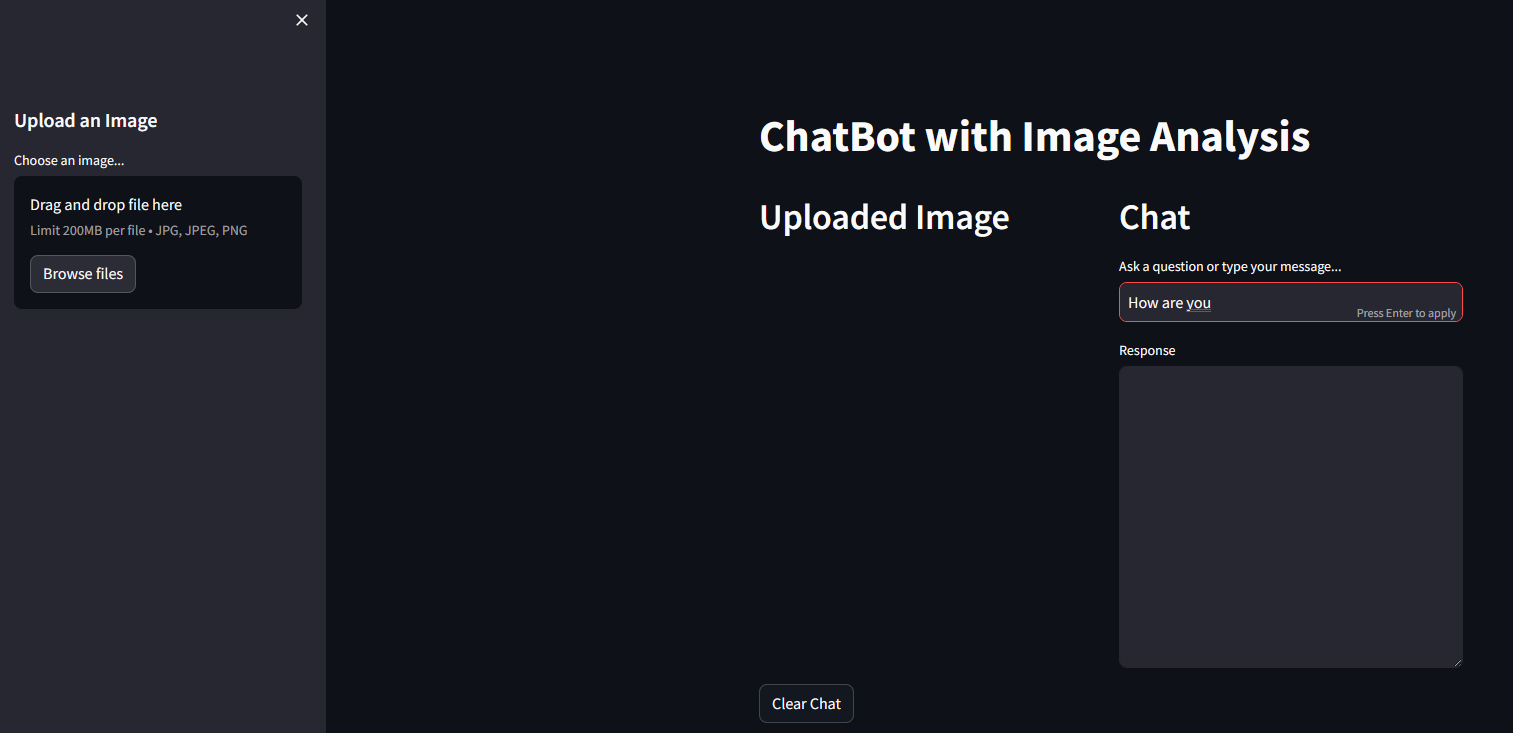 Upload an Image
Choose an image...
Drag and drop file here
Limit 200MB per file • JPG, JPEG, PNG
Browse files
ChatBot with Image Analysis
Uploaded Image
Chat
Ask a question or type your message...
How are you
Press Enter to apply
Response
Clear Chat